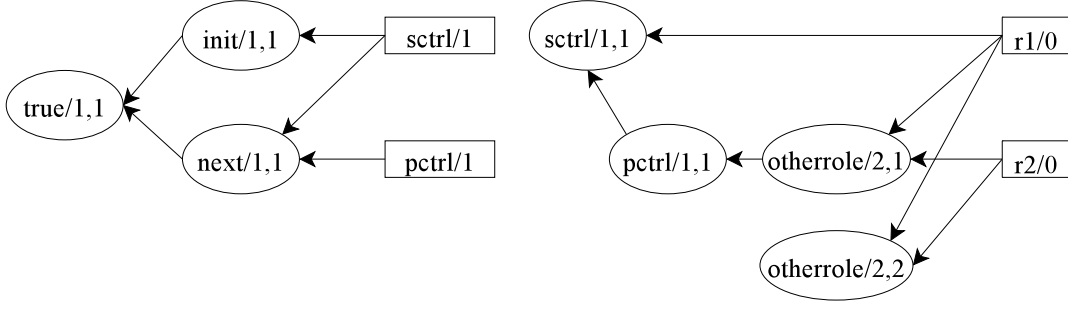 init/1,1
sctrl/1
true/1,1
next/1,1
pctrl/1
sctrl/1,1
r1/0
pctrl/1,1
otherrole/2,1
r2/0
otherrole/2,2